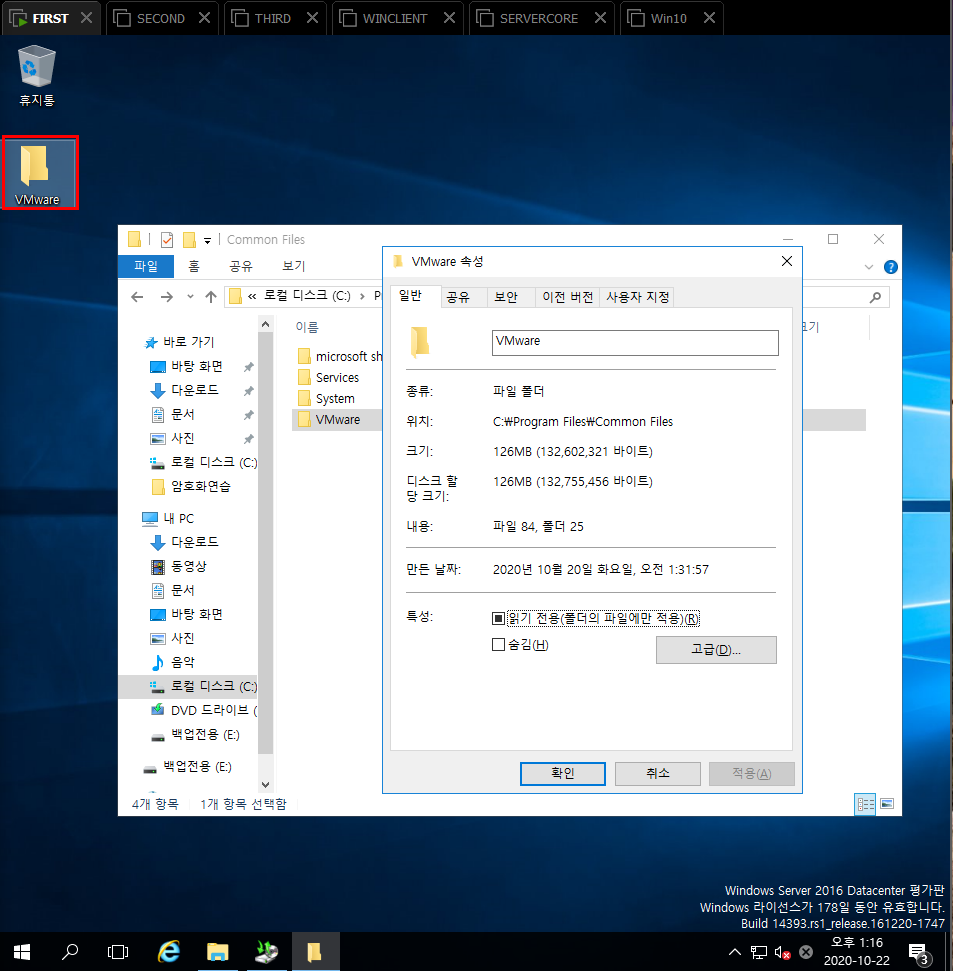 FIRST
SECOND
THIRD
WINCLIENT
SERVERCORE
Win10
휴지통
VMware
Common Files
파일
홈
공유
보기
« 로컬 디스크 (C:) > P
이름
크기
바로 가기
바탕 화면
다운로드
문서
사진
로컬 디스크 (C:)
암호화연습
내 PC
다운로드
동영상
문서
바탕 화면
사진
음악
로컬 디스크 (C:)
DVD 드라이브 (
백업전용 (E:)
백업전용 (E:)
microsoft sh
Services
System
VMware
4개 항목
1개 항목 선택함
VMware 속성
일반
공유
보안
이전 버전
사용자 지정
VMware
종류:
파일 폴더
위치:
C:₩Program Files₩Common Files
크기:
126MB (132,602,321 바이트)
디스크 할
당 크기:
126MB (132,755,456 바이트)
내용:
파일 84, 폴더 25
만든 날짜:
2020년 10월 20일 화요일, 오전 1:31:57
특성:
읽기 전용(폴더의 파일에만 적용)(R)
숨김(H)
고급(D)...
확인
취소
적용(A)
Windows Server 2016 Datacenter 평가판
Windows 라이선스가 178일 동안 유효합니다.
Build 14393.rs1_release.161220-1747
오후 1:16
2020-10-22
3